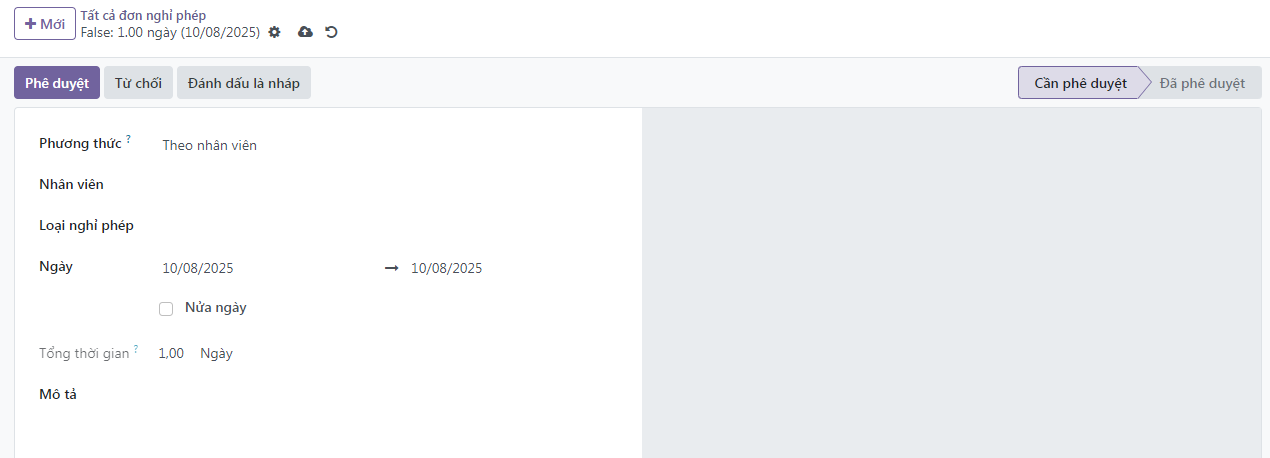 Mới
Tất cả đơn nghỉ phép
False: 1.00 ngày (10/08/2025)
Phê duyệt Từ chối Đánh dấu là nháp Cần phê duyệt Đã phê duyệt
Phương thức ? Theo nhân viên
Nhân viên
Loại nghỉ phép
Ngày 10/08/2025 → 10/08/2025
Nửa ngày
Tổng thời gian ? 1,00 Ngày
Mô tả